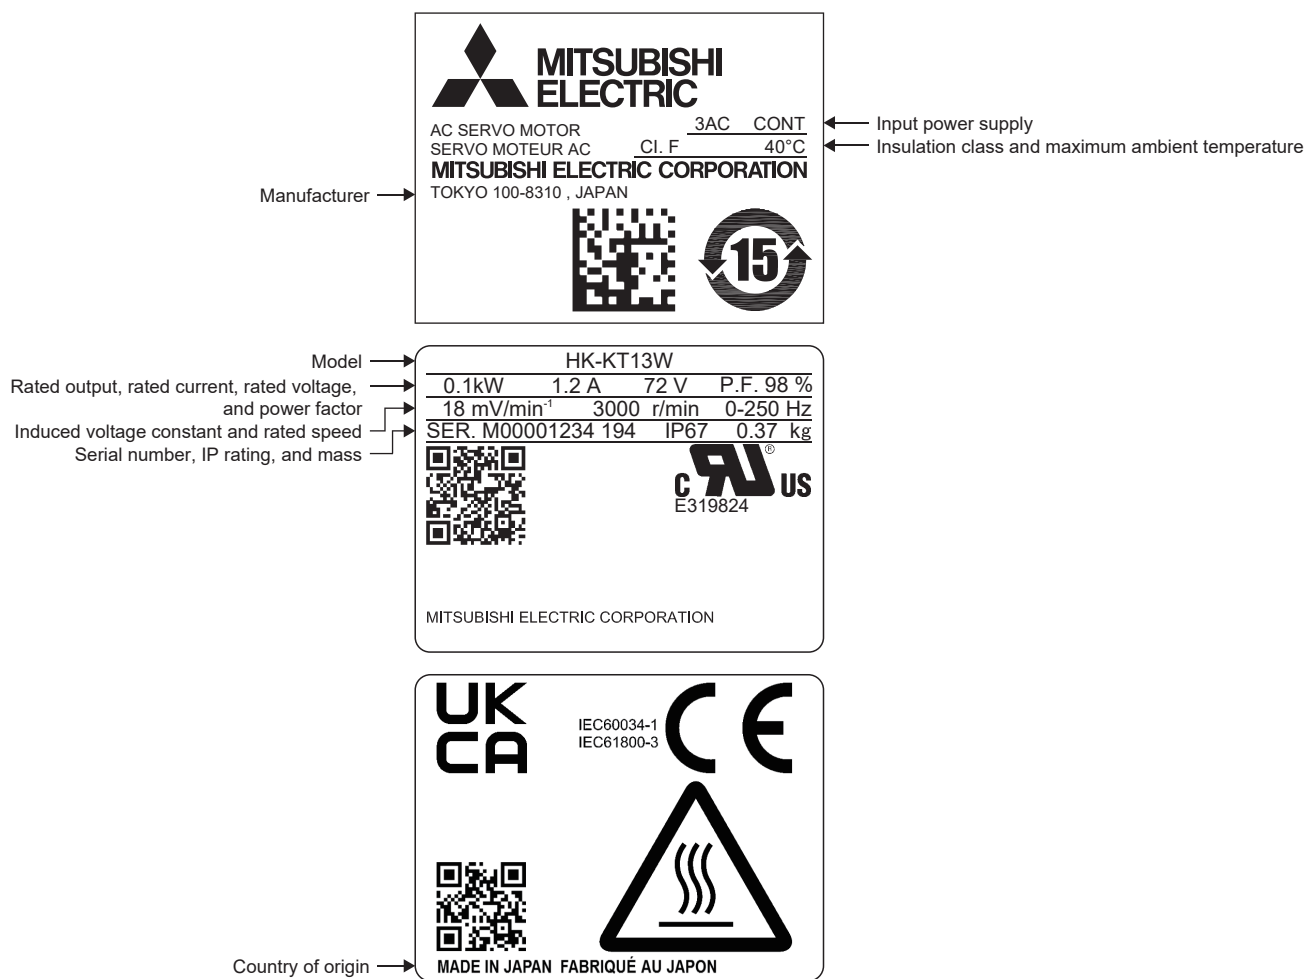 MITSUBISHI
ELECTRIC
AC SERVO MOTOR 3AC CONT
Input power supply
SERVO MOTEUR AC CI. F 40°C
Insulation class and maximum ambient temperature
MITSUBISHI ELECTRIC CORPORATION
Manufacturer
TOKYO 100-8310 , JAPAN
15
Model
HK-KT13W
Rated output, rated current, rated voltage,
and power factor
0.1kW 1.2 A 72 V P.F. 98 %
Induced voltage constant and rated speed
18 mV/min-1 3000 r/min 0-250 Hz
Serial number, IP rating, and mass
SER. M00001234 194 IP67 0.37 kg
C RU ® US
E319824
MITSUBISHI ELECTRIC CORPORATION
UK
CA
IEC60034-1
IEC61800-3
CE
Country of origin
MADE IN JAPAN FABRIQUÉ AU JAPON